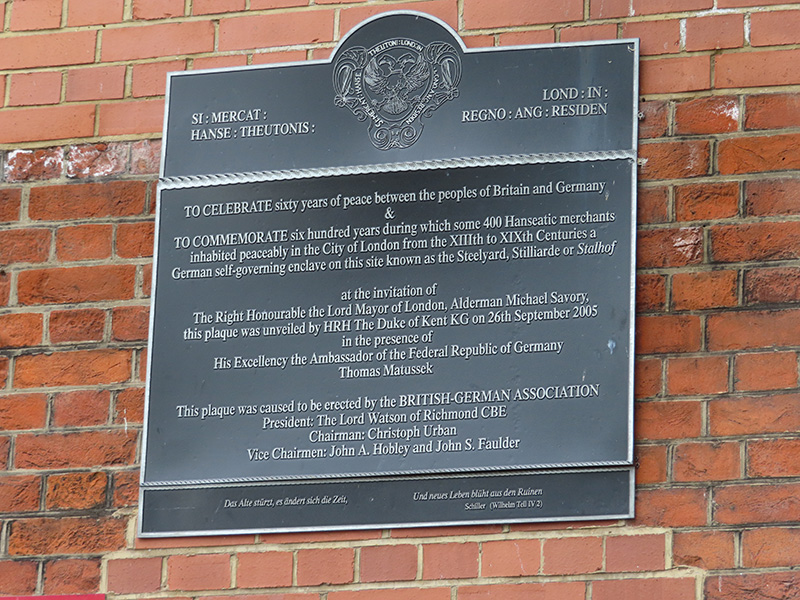 THEUTONI : LONDON
SI : MERCAT :
HANSE : THEUTONIS :
LOND : IN :
REGNO : ANG : RESIDEN
TO CELEBRATE sixty years of peace between the peoples of Britain and Germany
&
TO COMMEMORATE six hundred years during which some 400 Hanseatic merchants
inhabited peaceably in the City of London from the XIIIth to XIXth Centuries a
German self-governing enclave on this site known as the Steelyard, Stilliarde or Stalhof
at the invitation of
The Right Honourable the Lord Mayor of London, Alderman Michael Savory,
this plaque was unveiled by HRH The Duke of Kent KG on 26th September 2005
in the presence of
His Excellency the Ambassador of the Federal Republic of Germany
Thomas Matussek
This plaque was caused to be erected by the BRITISH-GERMAN ASSOCIATION
President: The Lord Watson of Richmond CBE
Chairman: Christoph Urban
Vice Chairmen: John A. Hobley and John S. Faulder
Das Alte stürzt, es ändert sich die Zeit,
Und neues Leben blüht aus den Ruinen
Schiller (Wilhelm Tell IV 2)